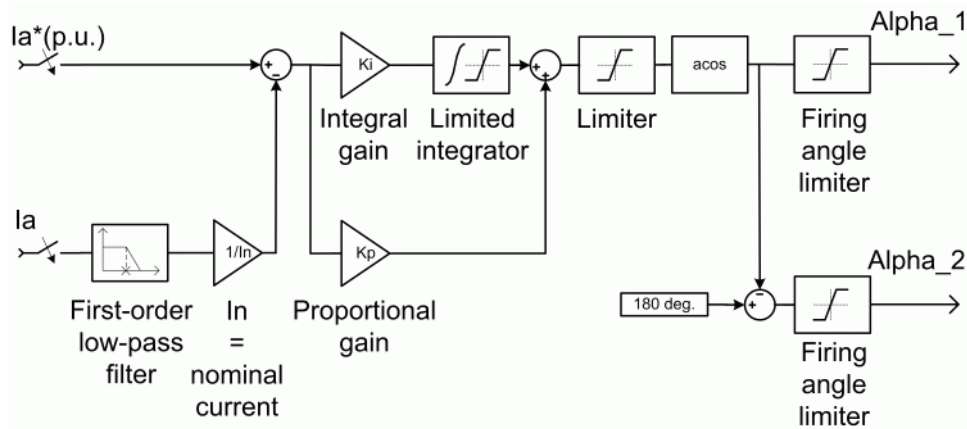 Ia*(p.u.)
Alpha_1
+
−
Ki
+
+
acos
Integral
gain
Limited
integrator
Limiter
Firing
angle
limiter
Ia
1/In
Kp
Alpha_2
180 deg.
+
−
First-order
low-pass
filter
In
=
nominal
current
Proportional
gain
Firing
angle
limiter